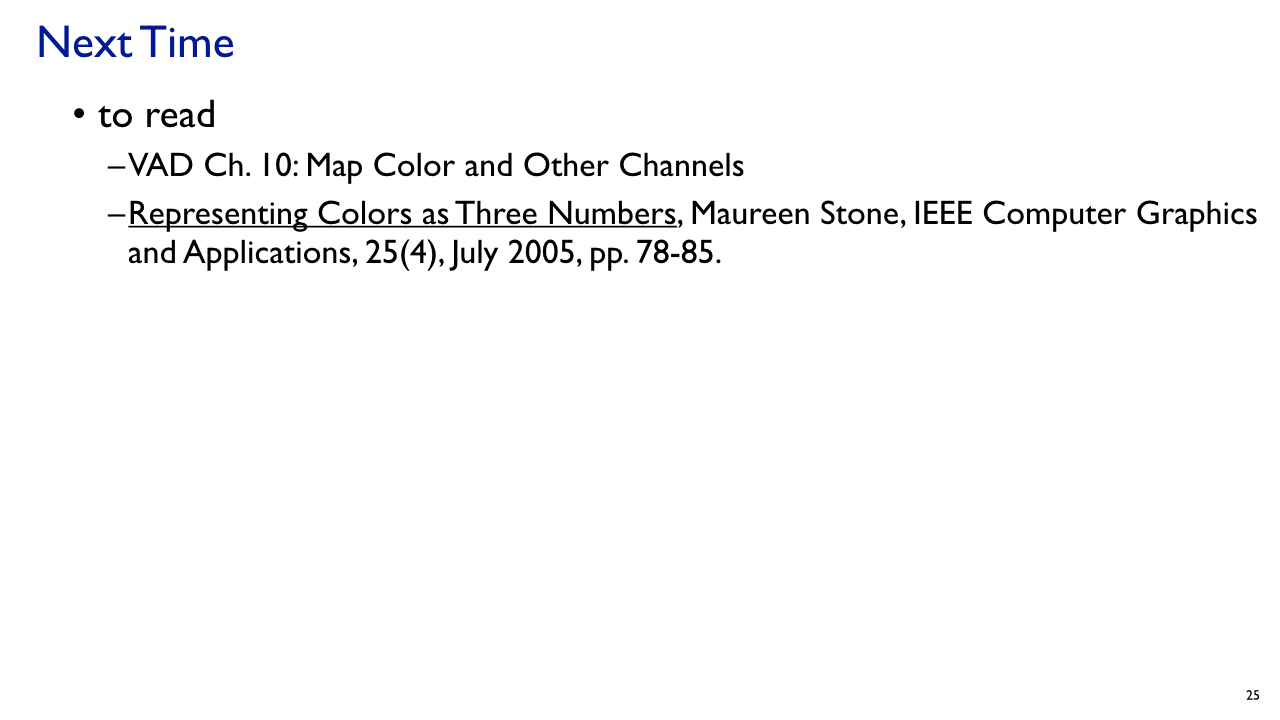 Next Time
• to read
–VAD Ch. 10: Map Color and Other Channels
–Representing Colors as Three Numbers, Maureen Stone, IEEE Computer Graphics
and Applications, 25(4), July 2005, pp. 78-85.
25